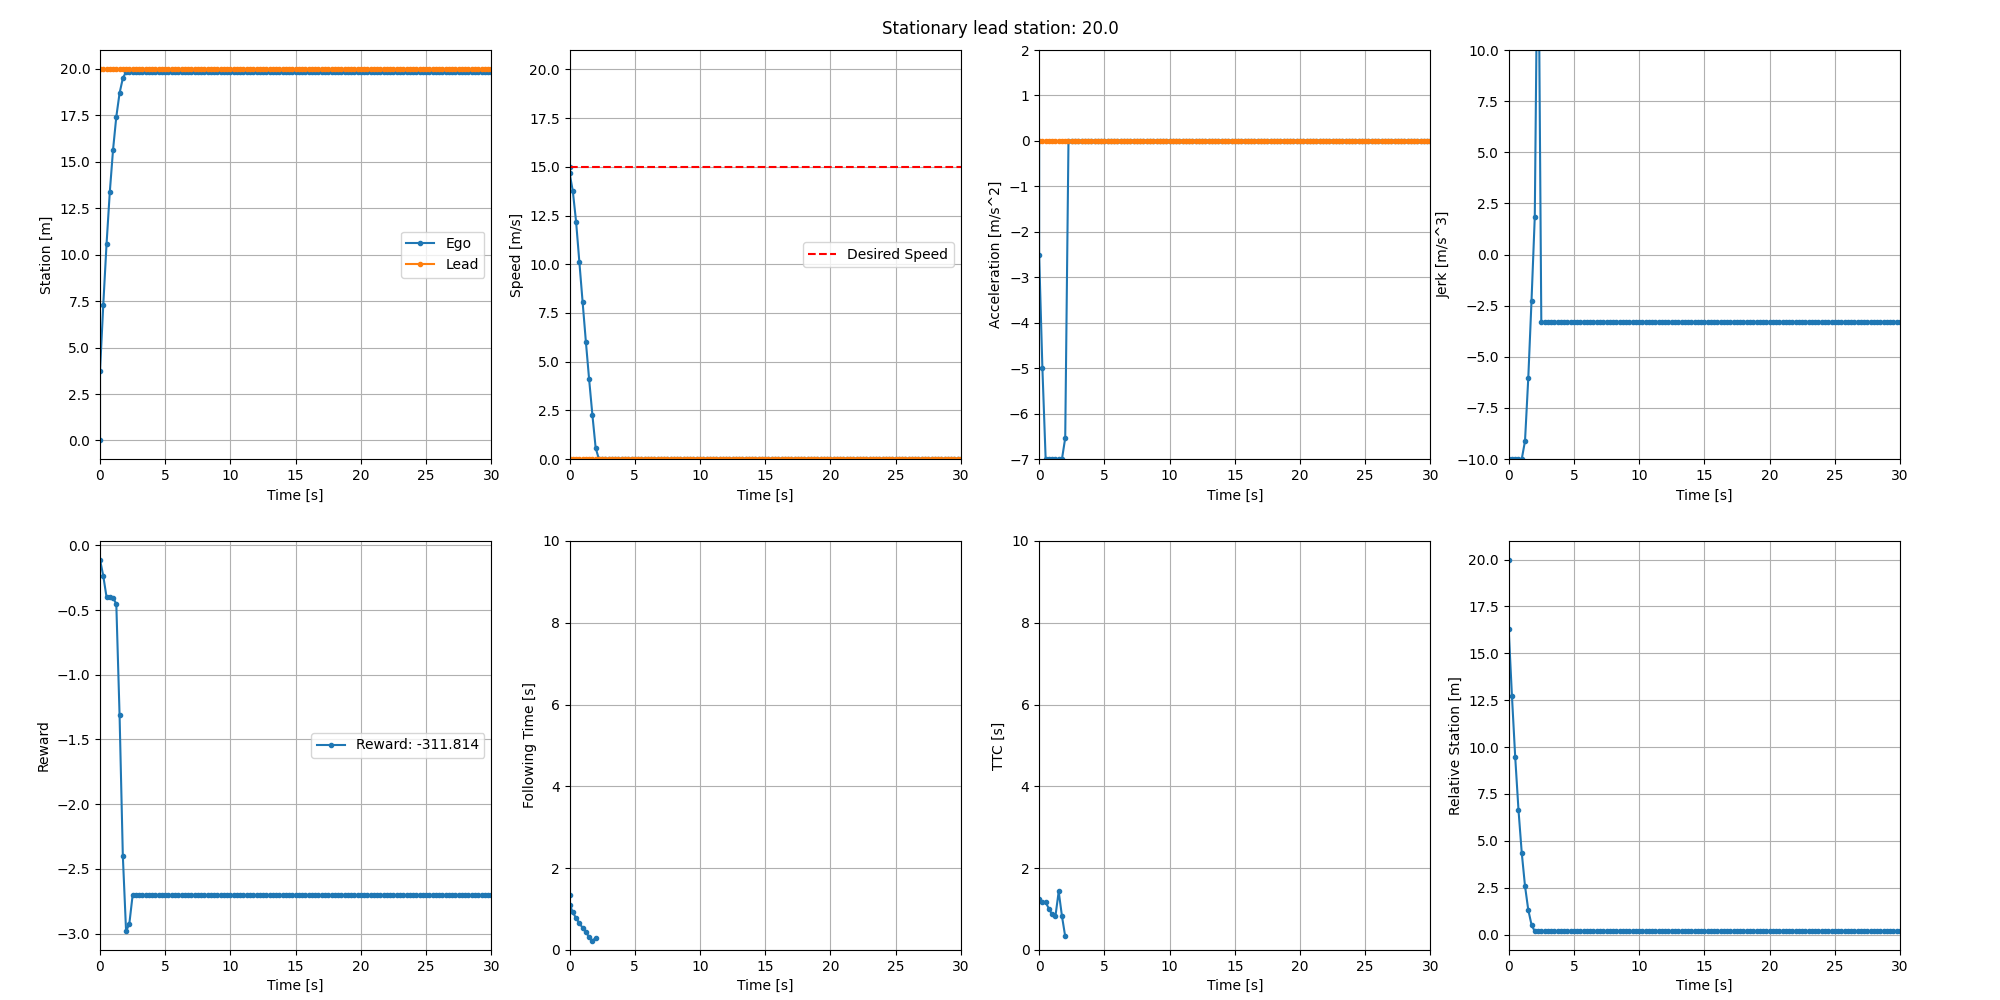 Stationary lead station: 20.0
Station [m]
20.0
17.5
15.0
12.5
10.0
7.5
5.0
2.5
0.0
Ego
Lead
0 5 10 15 20 25 30
Time [s]
Speed [m/s]
20.0
17.5
15.0
12.5
10.0
7.5
5.0
2.5
0.0
Desired Speed
0 5 10 15 20 25 30
Time [s]
Acceleration [m/s^2]
2
1
0
−1
−2
−3
−4
−5
−6
−7
0 5 10 15 20 25 30
Time [s]
Jerk [m/s^3]
10.0
7.5
5.0
2.5
0.0
−2.5
−5.0
−7.5
−10.0
0 5 10 15 20 25 30
Time [s]
Reward
0.0
−0.5
−1.0
−1.5
−2.0
−2.5
−3.0
Reward: -311.814
0 5 10 15 20 25 30
Time [s]
Following Time [s]
10
8
6
4
2
0
0 5 10 15 20 25 30
Time [s]
TTC [s]
10
8
6
4
2
0
0 5 10 15 20 25 30
Time [s]
Relative Station [m]
20.0
17.5
15.0
12.5
10.0
7.5
5.0
2.5
0.0
0 5 10 15 20 25 30
Time [s]